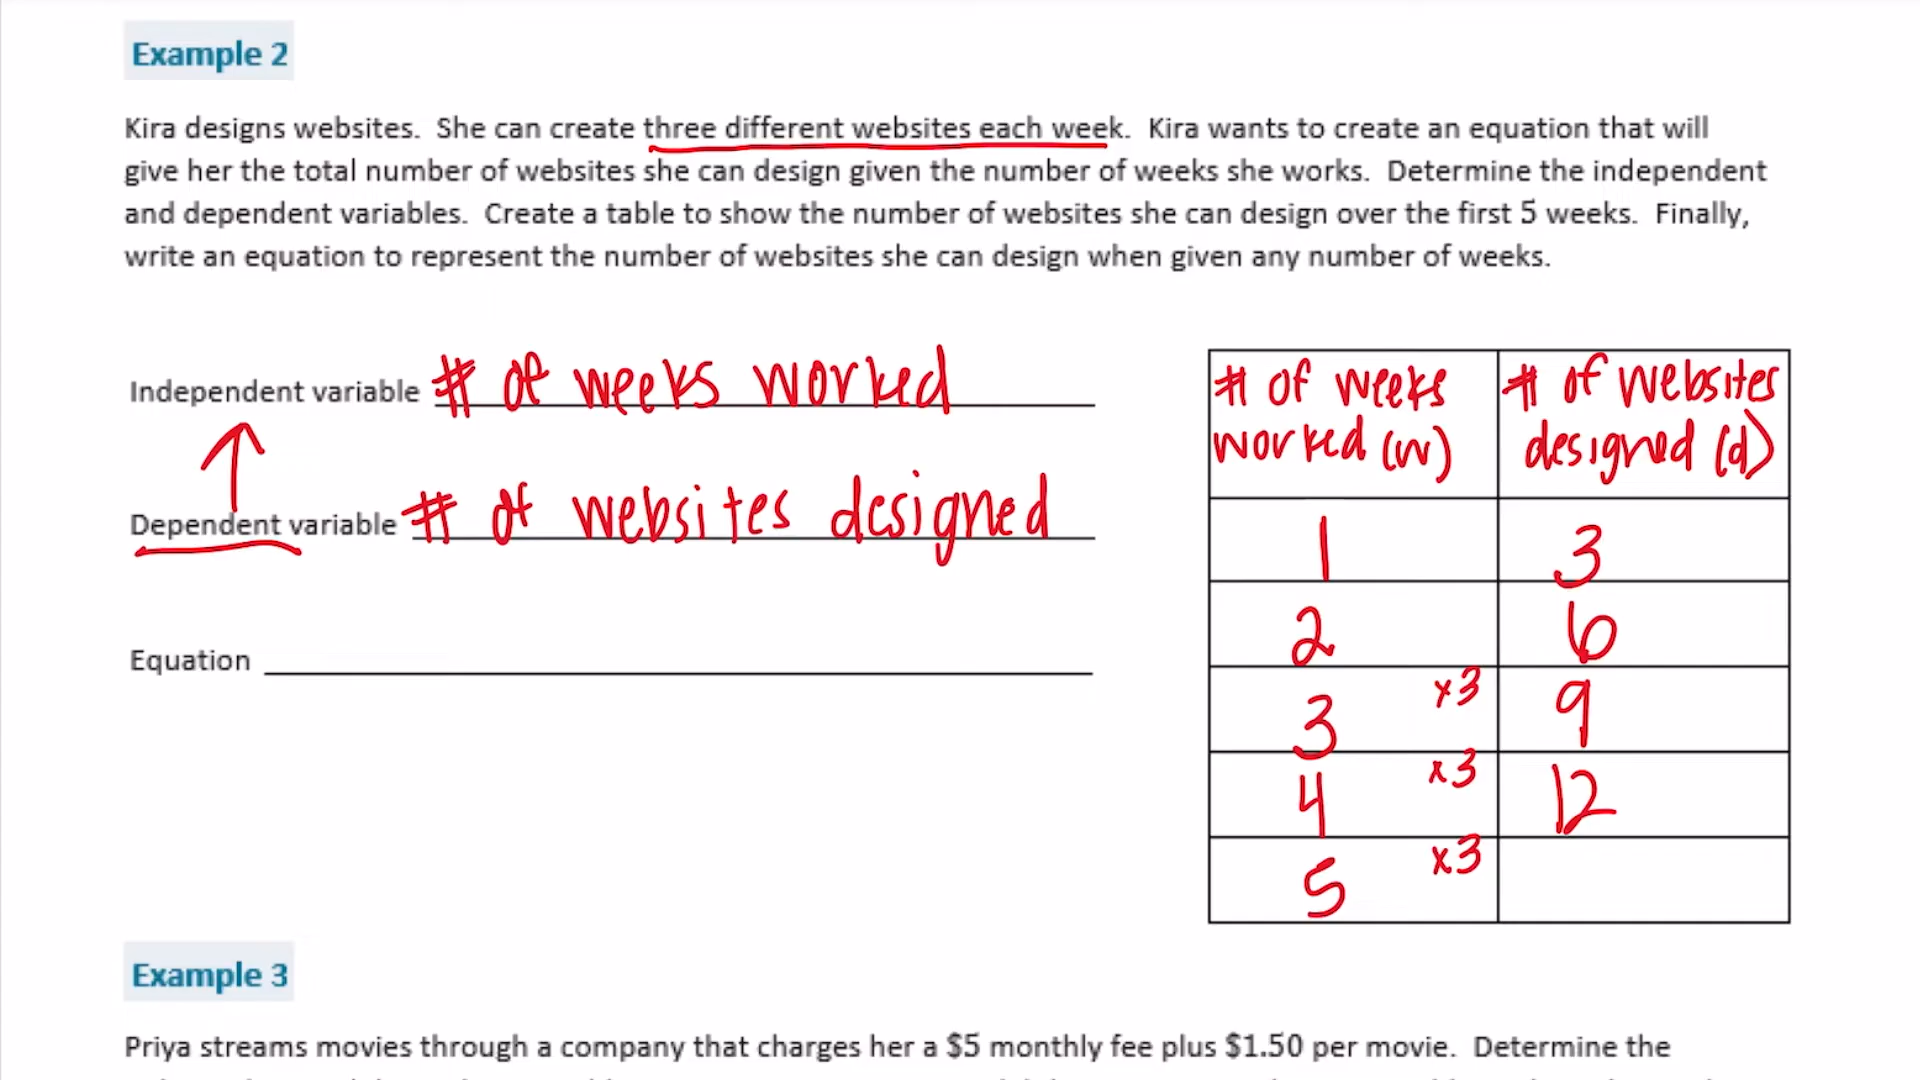 Example 2
Kira designs websites. She can create three different websites each week. Kira wants to create an equation that will
give her the total number of websites she can design given the number of weeks she works. Determine the independent
and dependent variables. Create a table to show the number of websites she can design over the first 5 weeks. Finally,
write an equation to represent the number of websites she can design when given any number of weeks.
Independent variable # of weeks worked
Dependent variable # of websites designed
Equation
# of weeks worked (w) # of websites designed (d)
1 3
2 6
3 x3 9
4 x3 12
5 x3
Example 3
Priya streams movies through a company that charges her a $5 monthly fee plus $1.50 per movie. Determine the